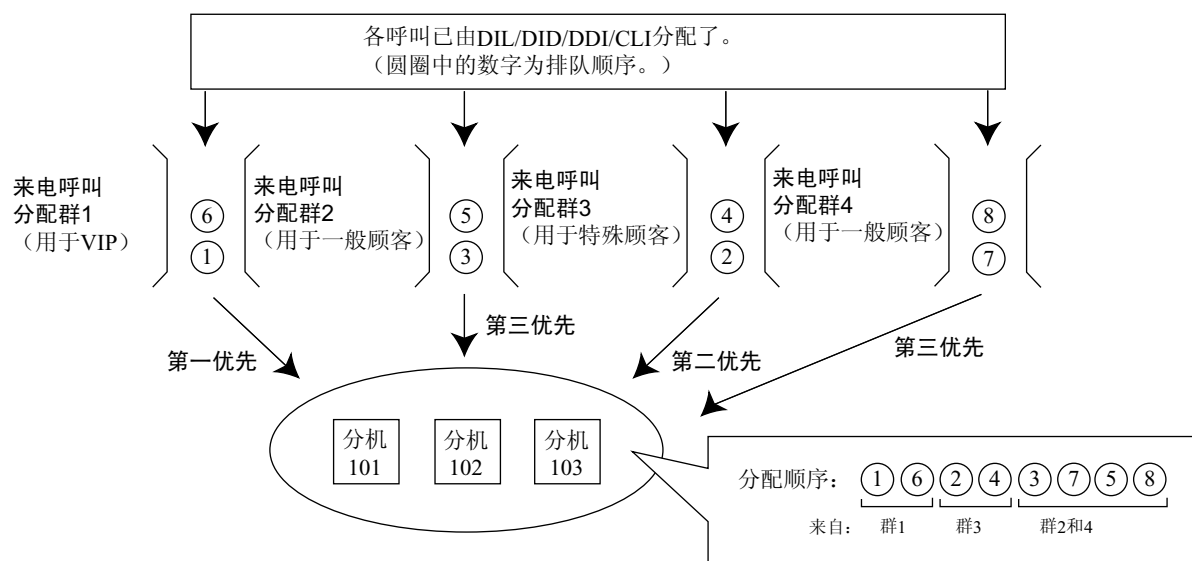 各呼叫已由DIL/DID/DDI/CLI分配了。
（圆圈中的数字为排队顺序。）
来电呼叫
分配群1
（用于VIP）
6
1
来电呼叫
分配群2
（用于一般顾客）
5
3
来电呼叫
分配群3
（用于特殊顾客）
4
2
来电呼叫
分配群4
（用于一般顾客）
8
7
第一优先
第三优先
第二优先
第三优先
分机
101
分机
102
分机
103
分配顺序： 1 6 2 4 3 7 5 8
来自： 群1 群3 群2和4